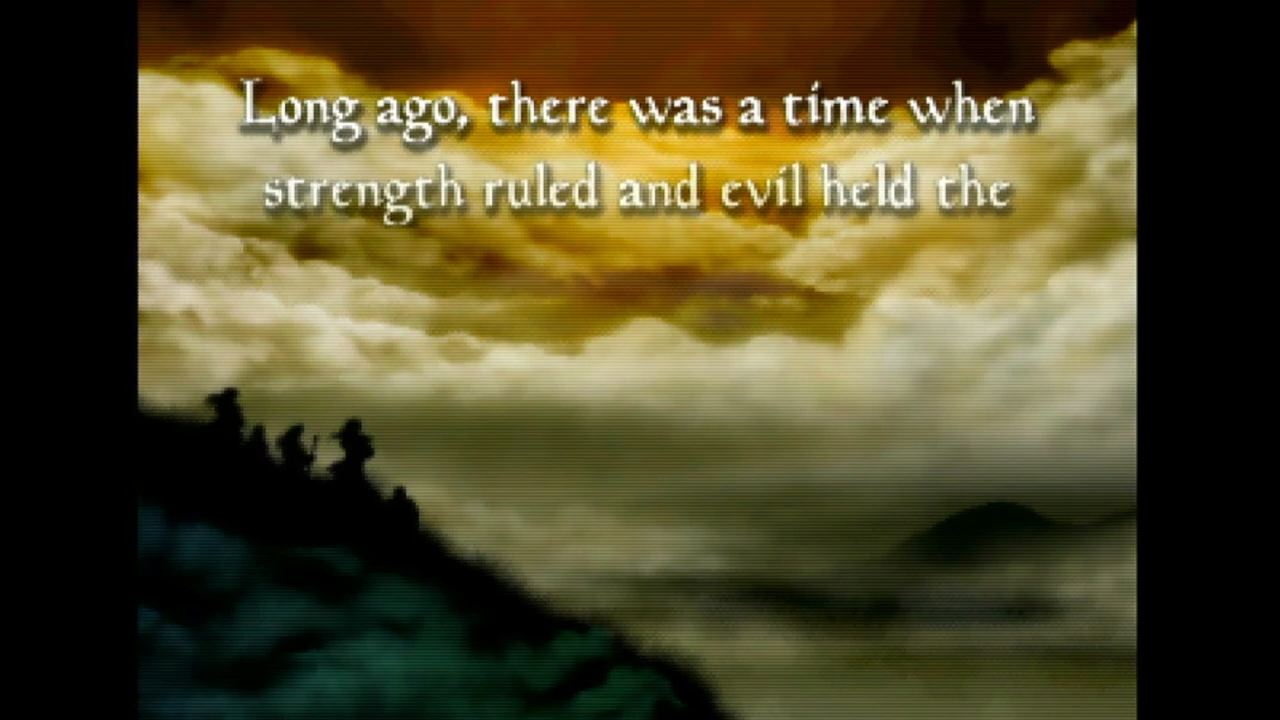 Long ago, there was a time when
strength ruled and evil held the